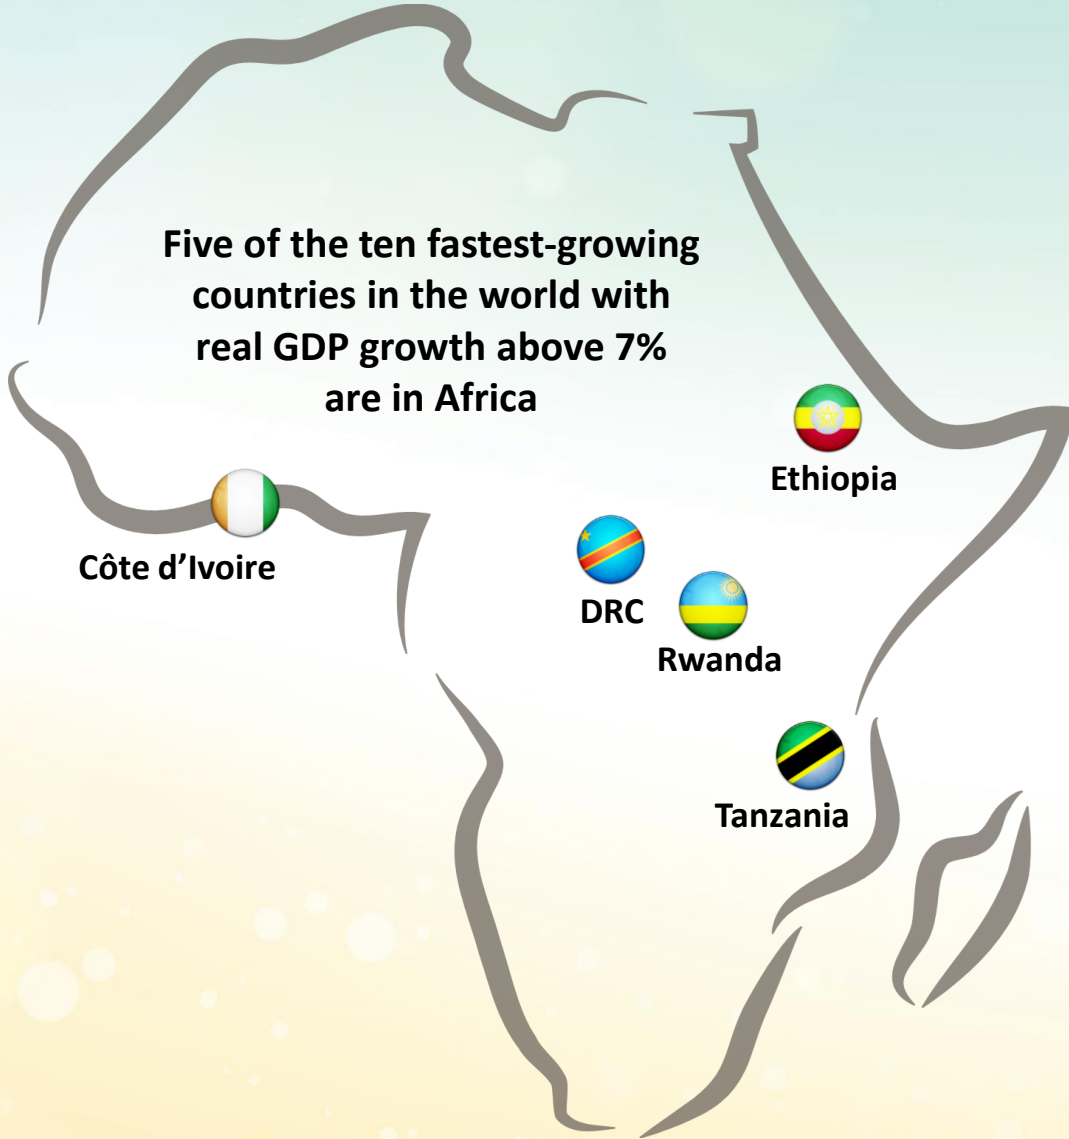 Five of the ten fastest-growing
countries in the world with
real GDP growth above 7%
are in Africa
Ethiopia
Côte d’Ivoire
DRC
Rwanda
Tanzania